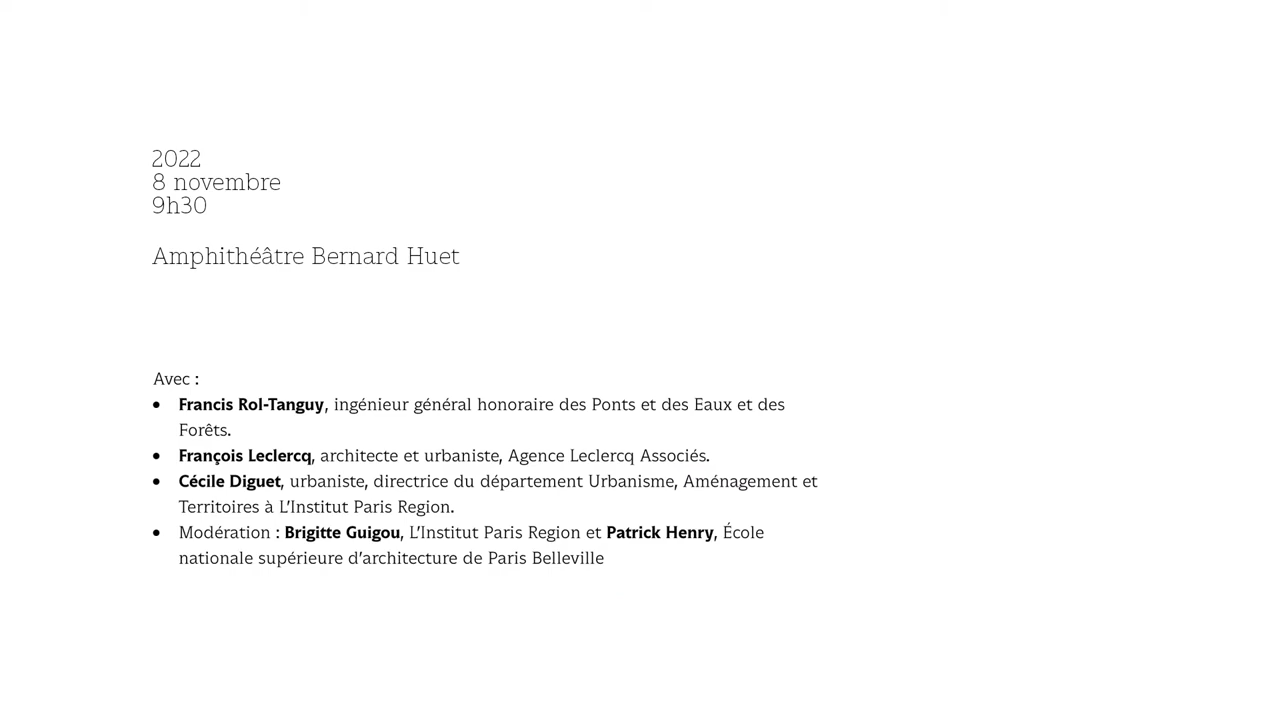 2022
8 novembre
9h30
Amphithéâtre Bernard Huet
Avec :
• Francis Rol-Tanguy, ingénieur général honoraire des Ponts et des Eaux et des
Forêts.
• François Leclercq, architecte et urbaniste, Agence Leclercq Associés.
• Cécile Diguet, urbaniste, directrice du département Urbanisme, Aménagement et
Territoires à L’Institut Paris Region.
• Modération : Brigitte Guigou, L’Institut Paris Region et Patrick Henry, École
nationale supérieure d’architecture de Paris Belleville